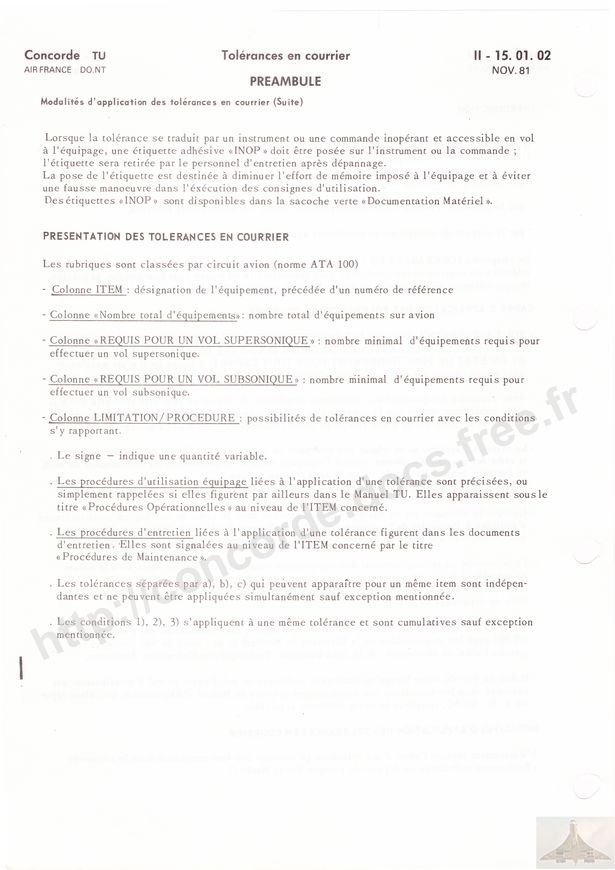 Concorde TU
Tolérances en courrier
II - 15. 01. 02
AIR FRANCE DO.NT
NOV. 81
PREAMBULE
Modalités d'application des tolérances en courrier (Suite)
Lorsque la tolérance se traduit par un instrument ou une commande inopérant et accessible en vol
à l'équipage, une étiquette adhésive «INOP» doit être posée sur l'instrument ou la commande ;
l'étiquette sera retirée par le personnel d'entretien après dépannage.
La pose de l'étiquette est destinée à diminuer l'effort de mémoire imposé à l'équipage et à éviter
une fausse manoeuvre dans l'éxécution des consignes d'utilisation.
Des étiquettes «INOP» sont disponibles dans la sacoche verte «Documentation Matériel».
PRESENTATION DES TOLERANCES EN COURRIER
Les rubriques sont classées par circuit avion (norme ATA 100)
- Colonne ITEM : désignation de l'équipement, précédée d'un numéro de référence
- Colonne «Nombre total d'équipements» : nombre total d'équipements sur avion
- Colonne «REQUIS POUR UN VOL SUPERSONIQUE» : nombre minimal d'équipements requis pour
effectuer un vol supersonique.
- Colonne «REQUIS POUR UN VOL SUBSONIQUE» : nombre minimal d'équipements requis pour
effectuer un vol subsonique.
- Colonne LIMITATION/PROCEDURE : possibilités de tolérances en courrier avec les conditions
s'y rapportant.
. Le signe — indique une quantité variable.
. Les procédures d'utilisation équipage liées à l'application d'une tolérance sont précisées, ou
simplement rappelées si elles figurent par ailleurs dans le Manuel TU. Elles apparaissent sous le
titre «Procédures Opérationnelles» au niveau de l'ITEM concerné.
. Les procédures d'entretien liées à l'application d'une tolérance figurent dans les documents
d'entretien. Elles sont signalées au niveau de l'ITEM concerné par le titre
«Procédures de Maintenance».
. Les tolérances séparées par a), b), c) qui peuvent apparaître pour un même item sont indépen-
dantes et ne peuvent être appliquées simultanément sauf exception mentionnée.
. Les conditions 1), 2), 3) s'appliquent à une même tolérance et sont cumulatives sauf exception
mentionnée.
http://concorde.docs.free.fr